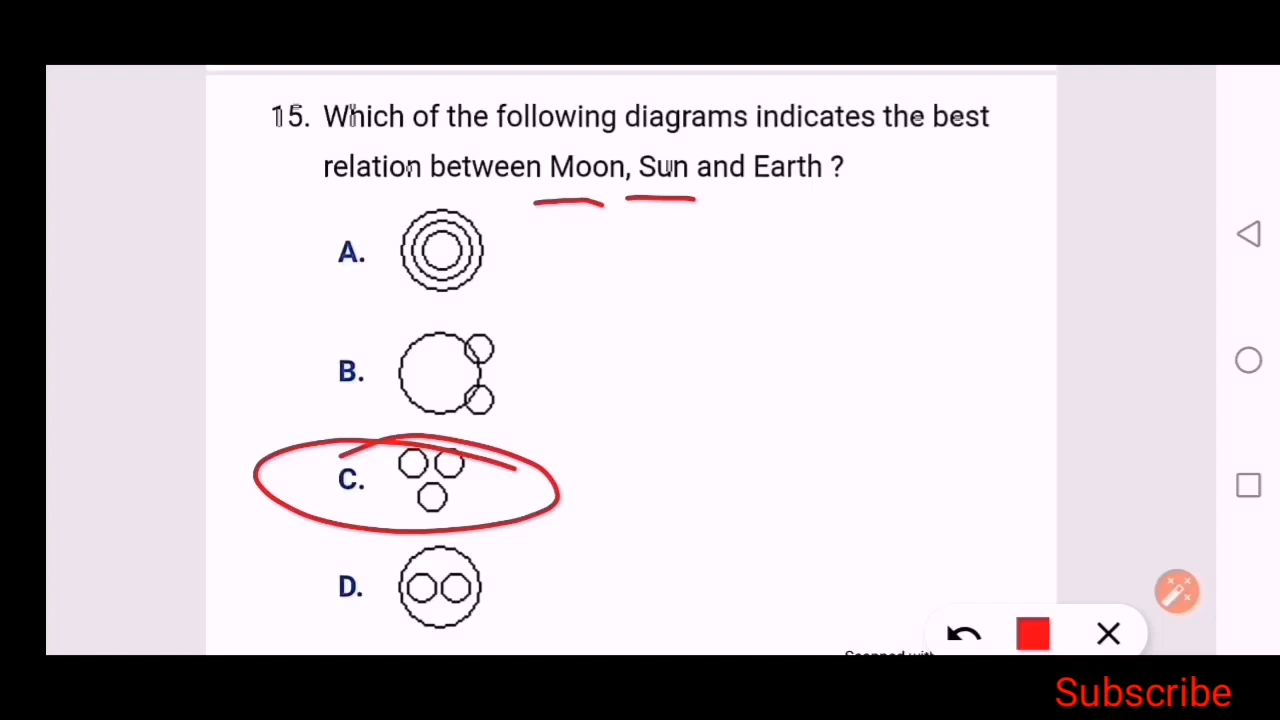 15. Which of the following diagrams indicates the best
relation between Moon, Sun and Earth ?
A.
B.
C.
D.
Subscribe